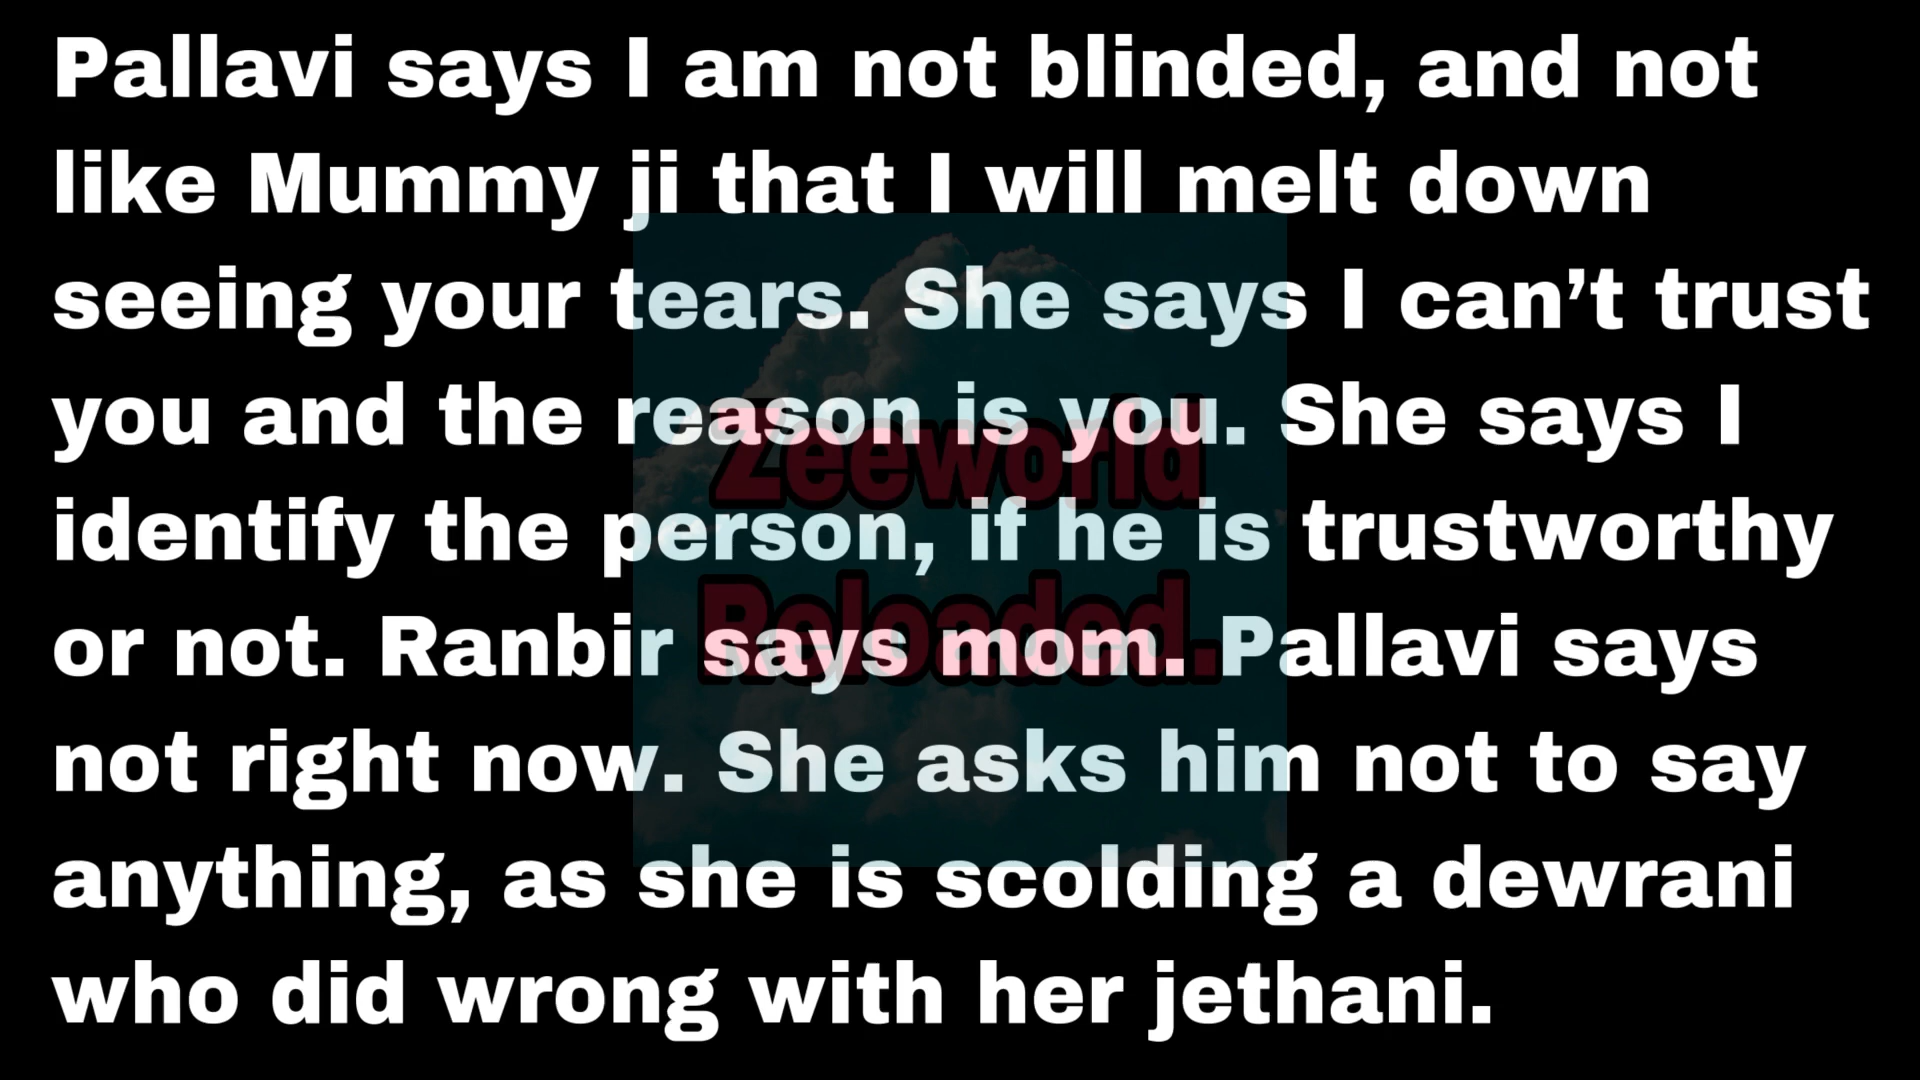 Pallavi says I am not blinded, and not
like Mummy ji that I will melt down
seeing your tears. She says I can’t trust
you and the reason is you. She says I
identify the person, if he is trustworthy
or not. Ranbir says mom. Pallavi says
not right now. She asks him not to say
anything, as she is scolding a dewrani
who did wrong with her jethani.
Zeeworld
Reloaded.